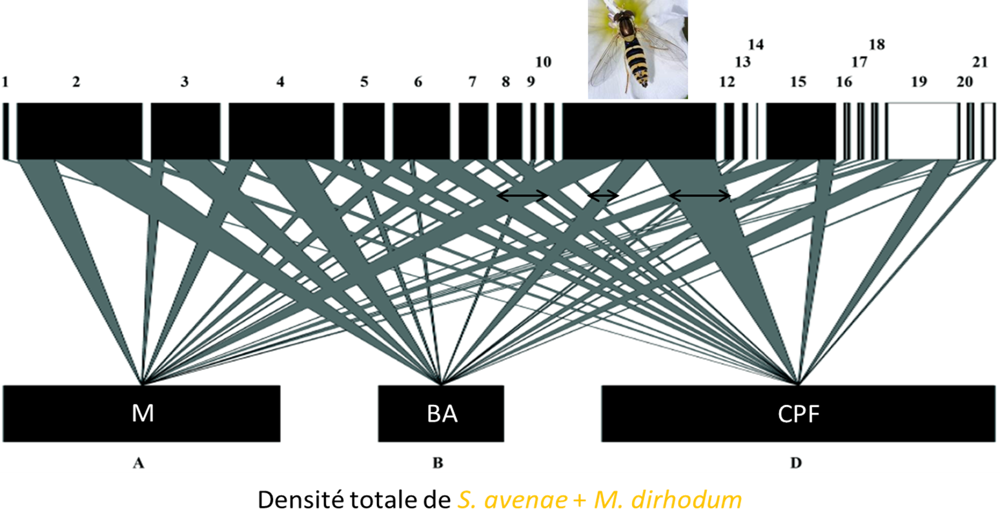 14 18
10 13 17 21
1 2 3 4 5 6 7 8 9 12 15 16 19 20
M BA CPF
A B D
Densité totale de S. avenae + M. dirhodum